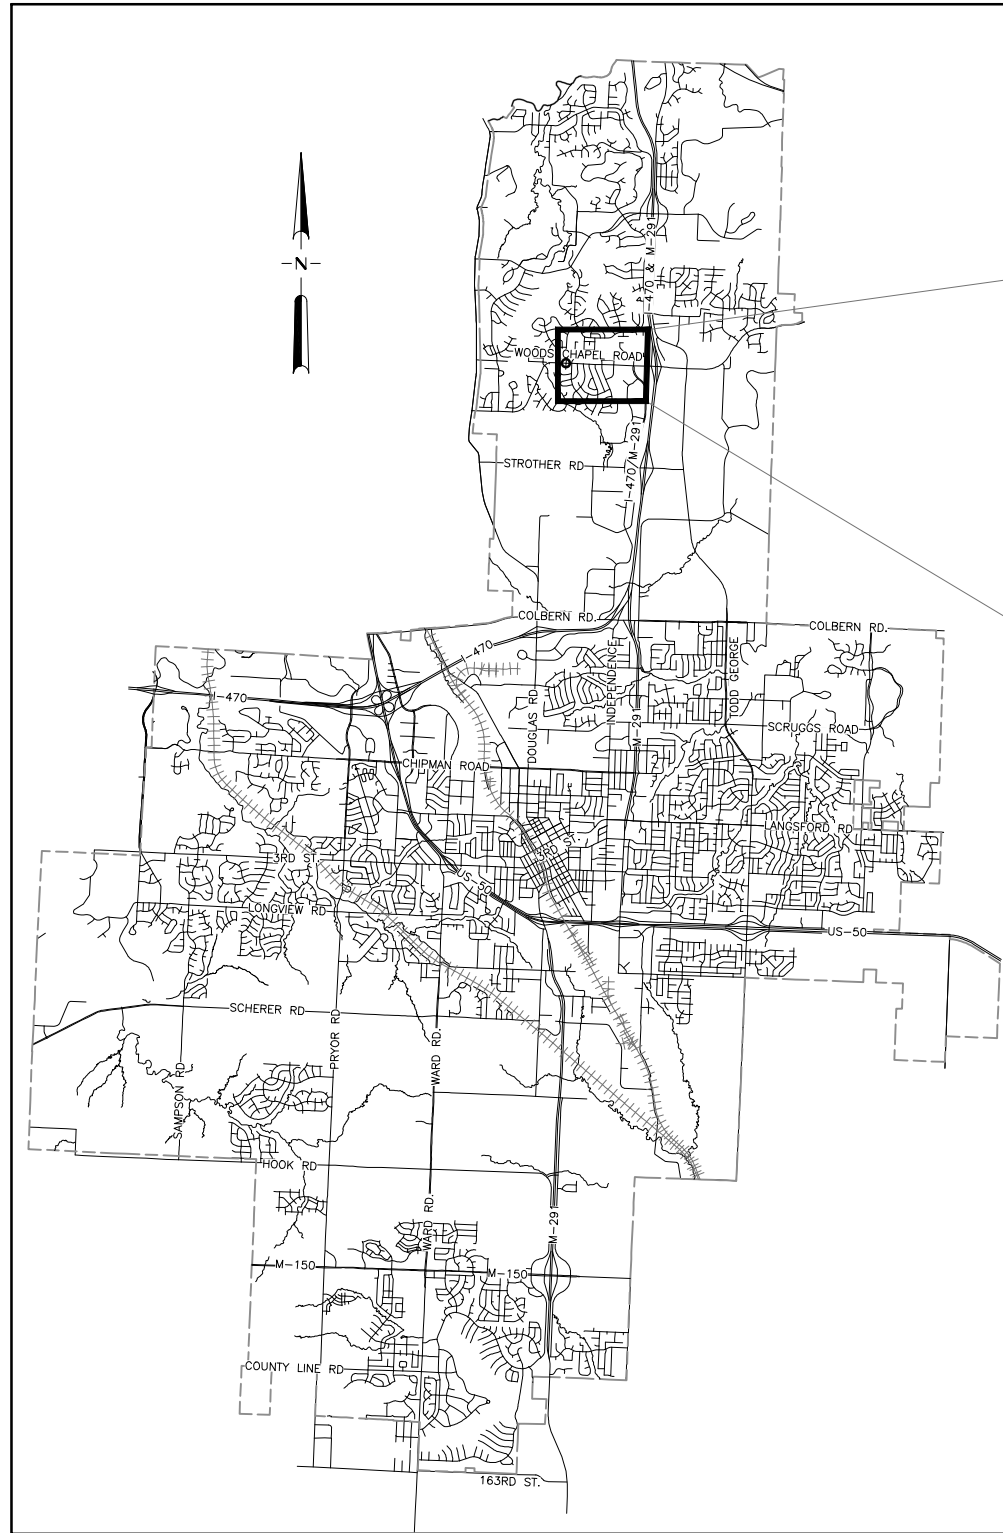 I-470 & M-291
-N-
WOODS CHAPEL ROAD
I-470/M-291
STROTHER RD
COLBERN RD.
COLBERN RD.
I-470
INDEPENDENCE
TODD GEORGE
I-470
DOUGLAS RD
M-291
SCRUGGS ROAD
CHIPMAN ROAD
LANGSFORD RD
3RD ST.
3RD ST.
US-50
LONGVIEW RD
US-50
SCHERER RD
PRYOR RD
WARD RD.
SAMPSON RD
HOOK RD
WARD RD.
M-291
M-150
M-150
COUNTY LINE RD
163RD ST.